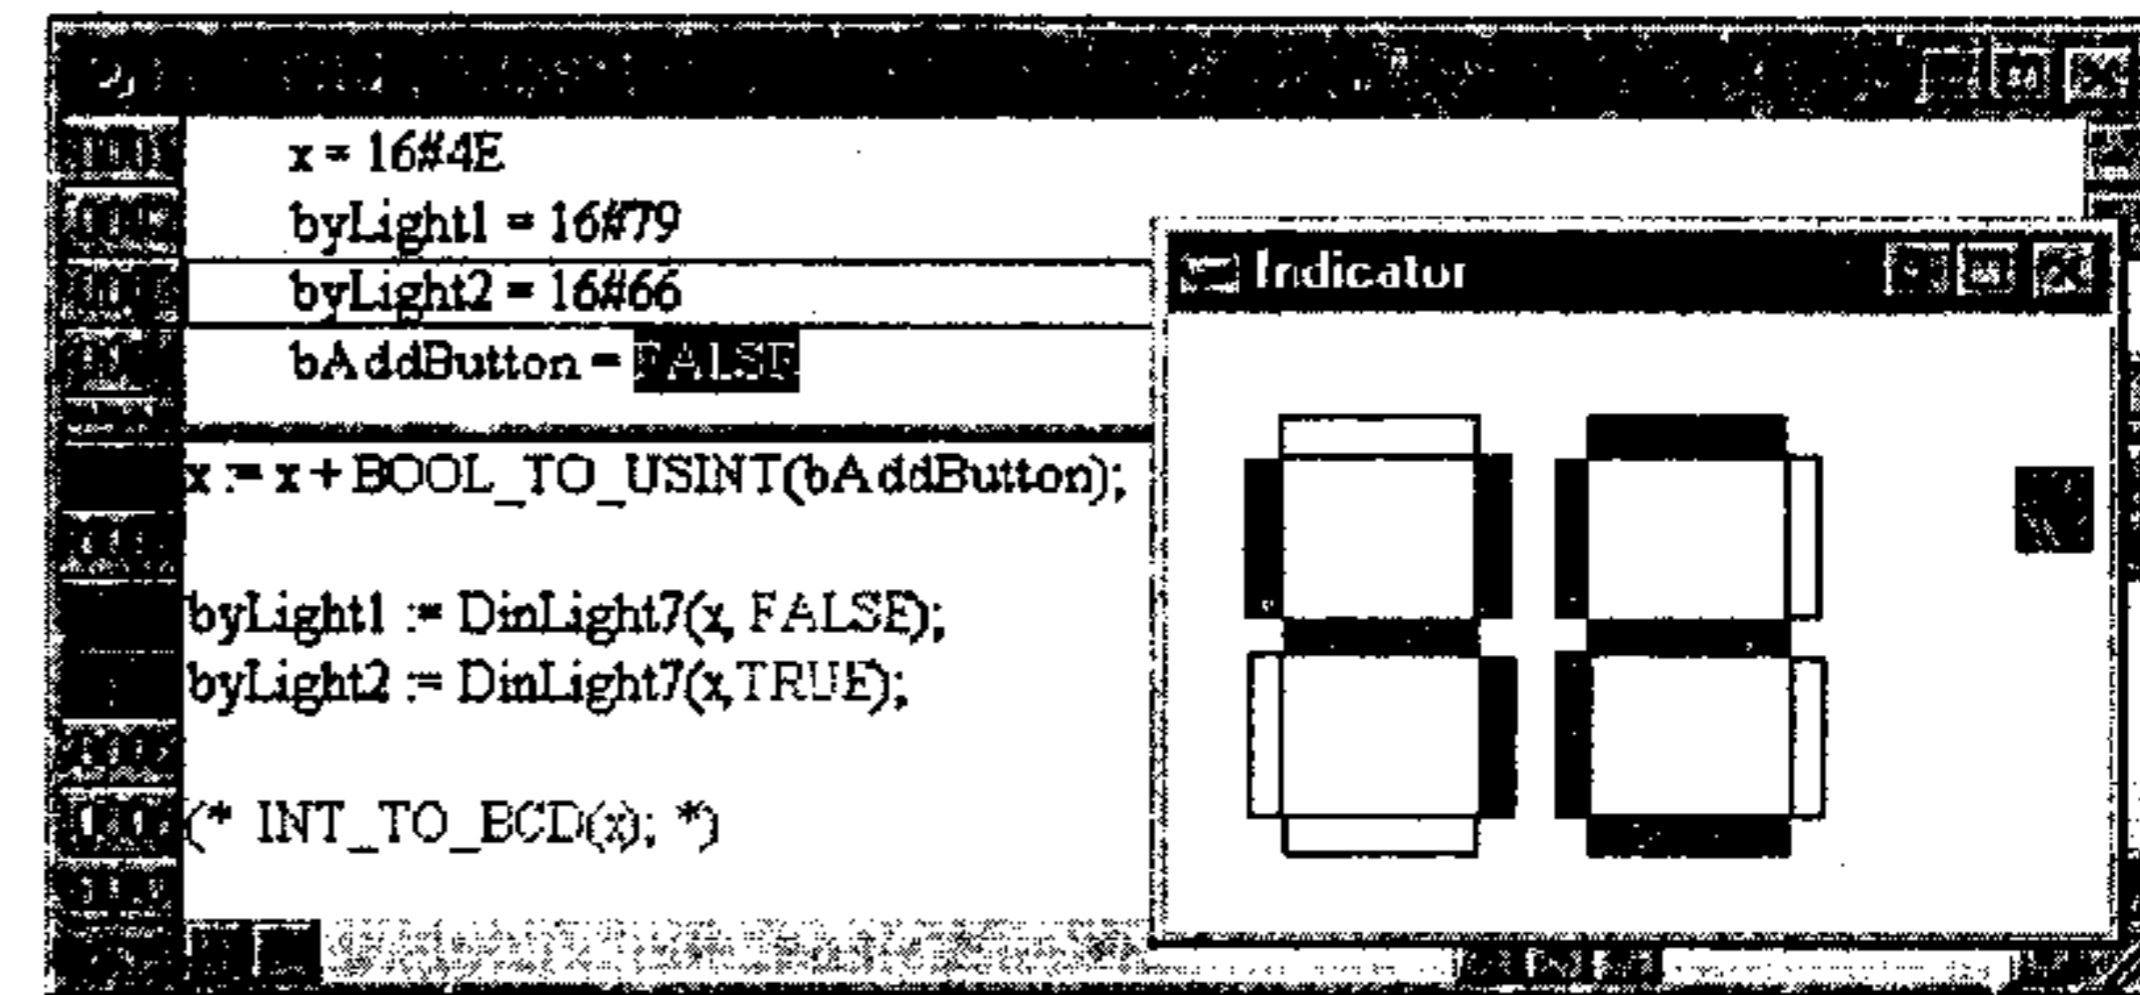 x = 16#4E
byLight1 = 16#79
byLight2 = 16#66
bAddButton = FALSE
x := x + BOOL_TO_USINT(bAddButton);
byLight1 := DinLight7(x, FALSE);
byLight2 := DinLight7(x,TRUE);
(* INT_TO_BCD(x); *)
Indicator